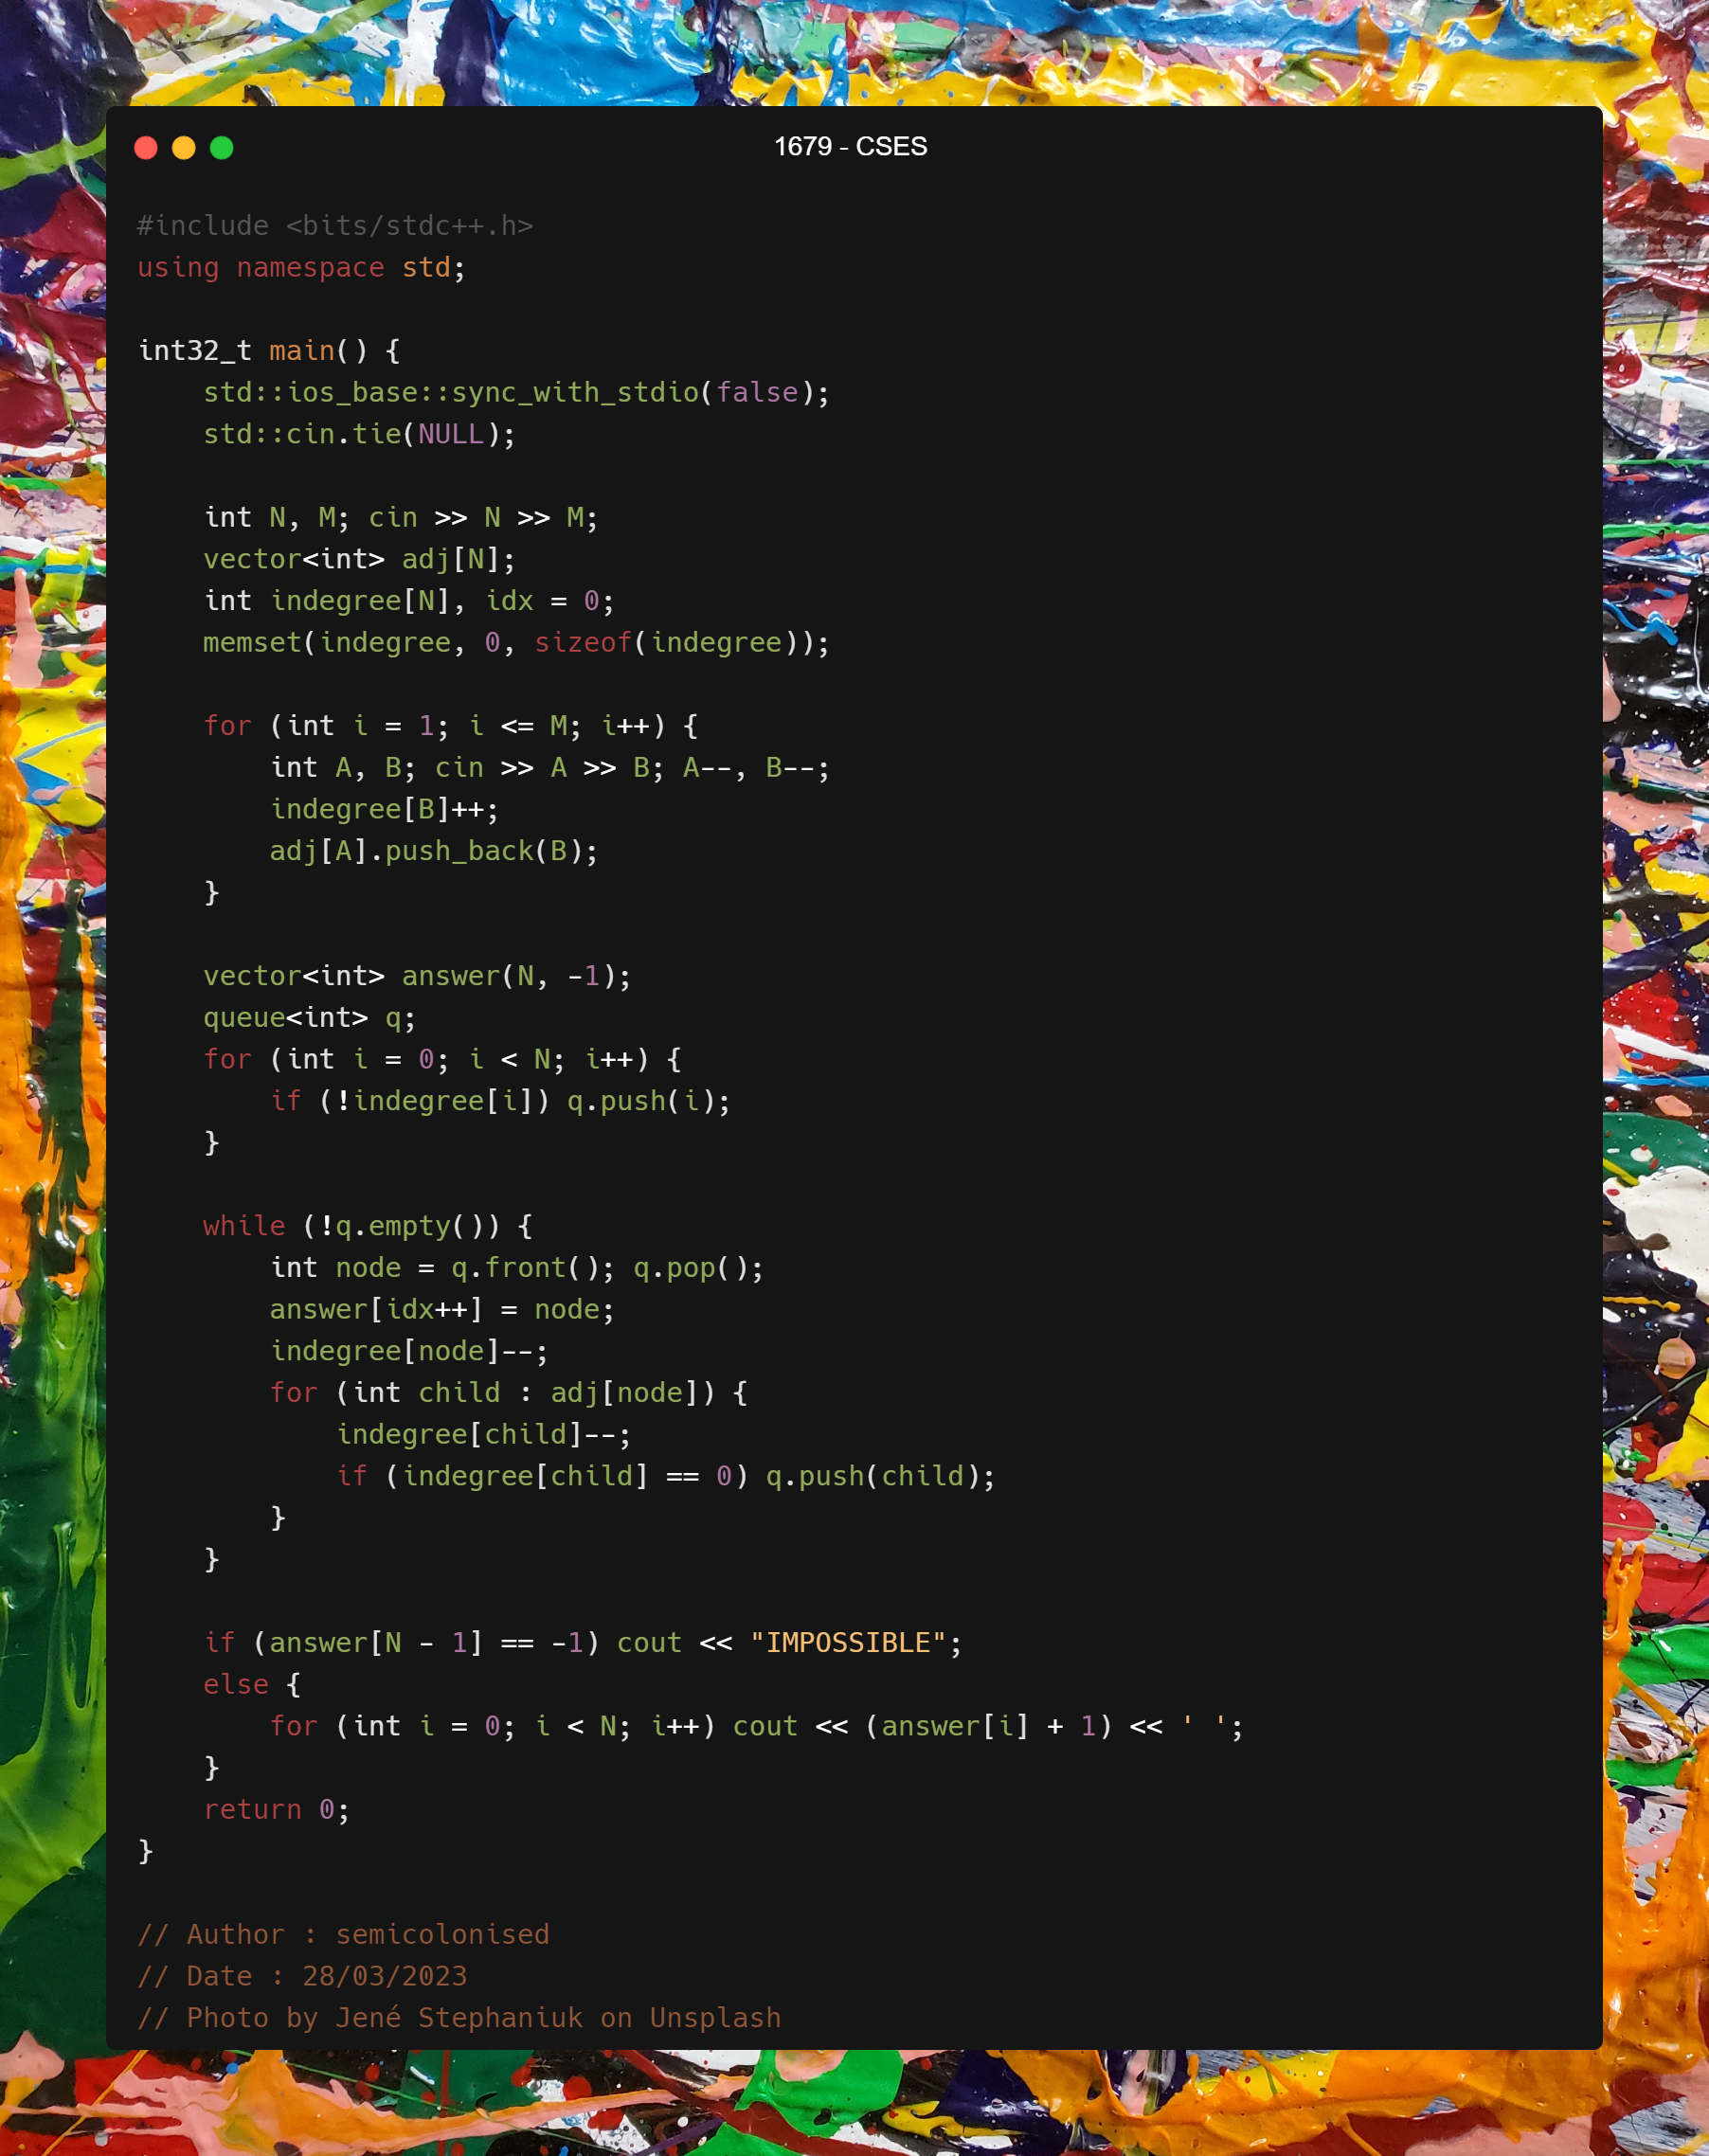 1679 - CSES
#include <bits/stdc++.h>
using namespace std;

int32_t main() {
    std::ios_base::sync_with_stdio(false);
    std::cin.tie(NULL);

    int N, M; cin >> N >> M;
    vector<int> adj[N];
    int indegree[N], idx = 0;
    memset(indegree, 0, sizeof(indegree));

    for (int i = 1; i <= M; i++) {
        int A, B; cin >> A >> B; A--, B--;
        indegree[B]++;
        adj[A].push_back(B);
    }

    vector<int> answer(N, -1);
    queue<int> q;
    for (int i = 0; i < N; i++) {
        if (!indegree[i]) q.push(i);
    }

    while (!q.empty()) {
        int node = q.front(); q.pop();
        answer[idx++] = node;
        indegree[node]--;
        for (int child : adj[node]) {
            indegree[child]--;
            if (indegree[child] == 0) q.push(child);
        }
    }

    if (answer[N - 1] == -1) cout << "IMPOSSIBLE";
    else {
        for (int i = 0; i < N; i++) cout << (answer[i] + 1) << ' ';
    }
    return 0;
}

// Author : semicolonised
// Date : 28/03/2023
// Photo by Jené Stephaniuk on Unsplash